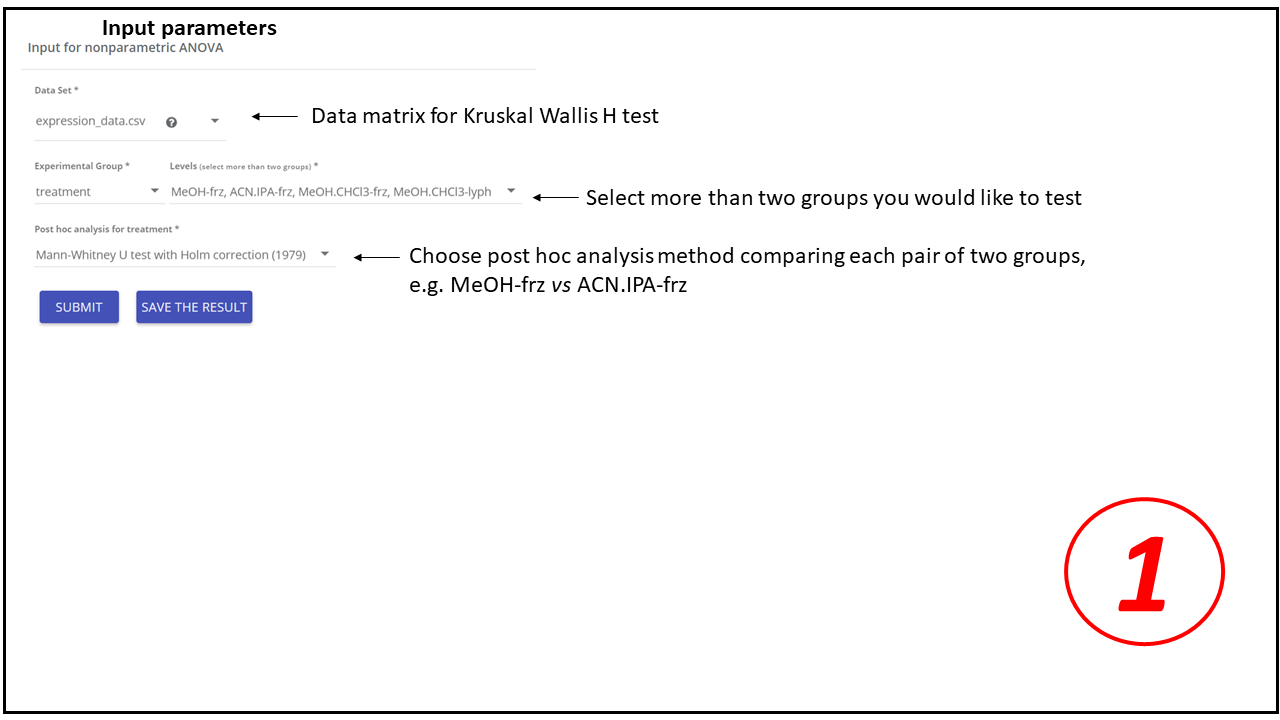 Input parameters
Input for nonparametric ANOVA
Data Set *
expression_data.csv
Data matrix for Kruskal Wallis H test
Experimental Group *
Levels (select more than two groups) *
treatment
MeOH-frz, ACN.IPA-frz, MeOH.CHCl3-frz, MeOH.CHCl3-lyph
Select more than two groups you would like to test
Post hoc analysis for treatment *
Mann-Whitney U test with Holm correction (1979)
Choose post hoc analysis method comparing each pair of two groups,
e.g. MeOH-frz vs ACN.IPA-frz
SUBMIT
SAVE THE RESULT
1